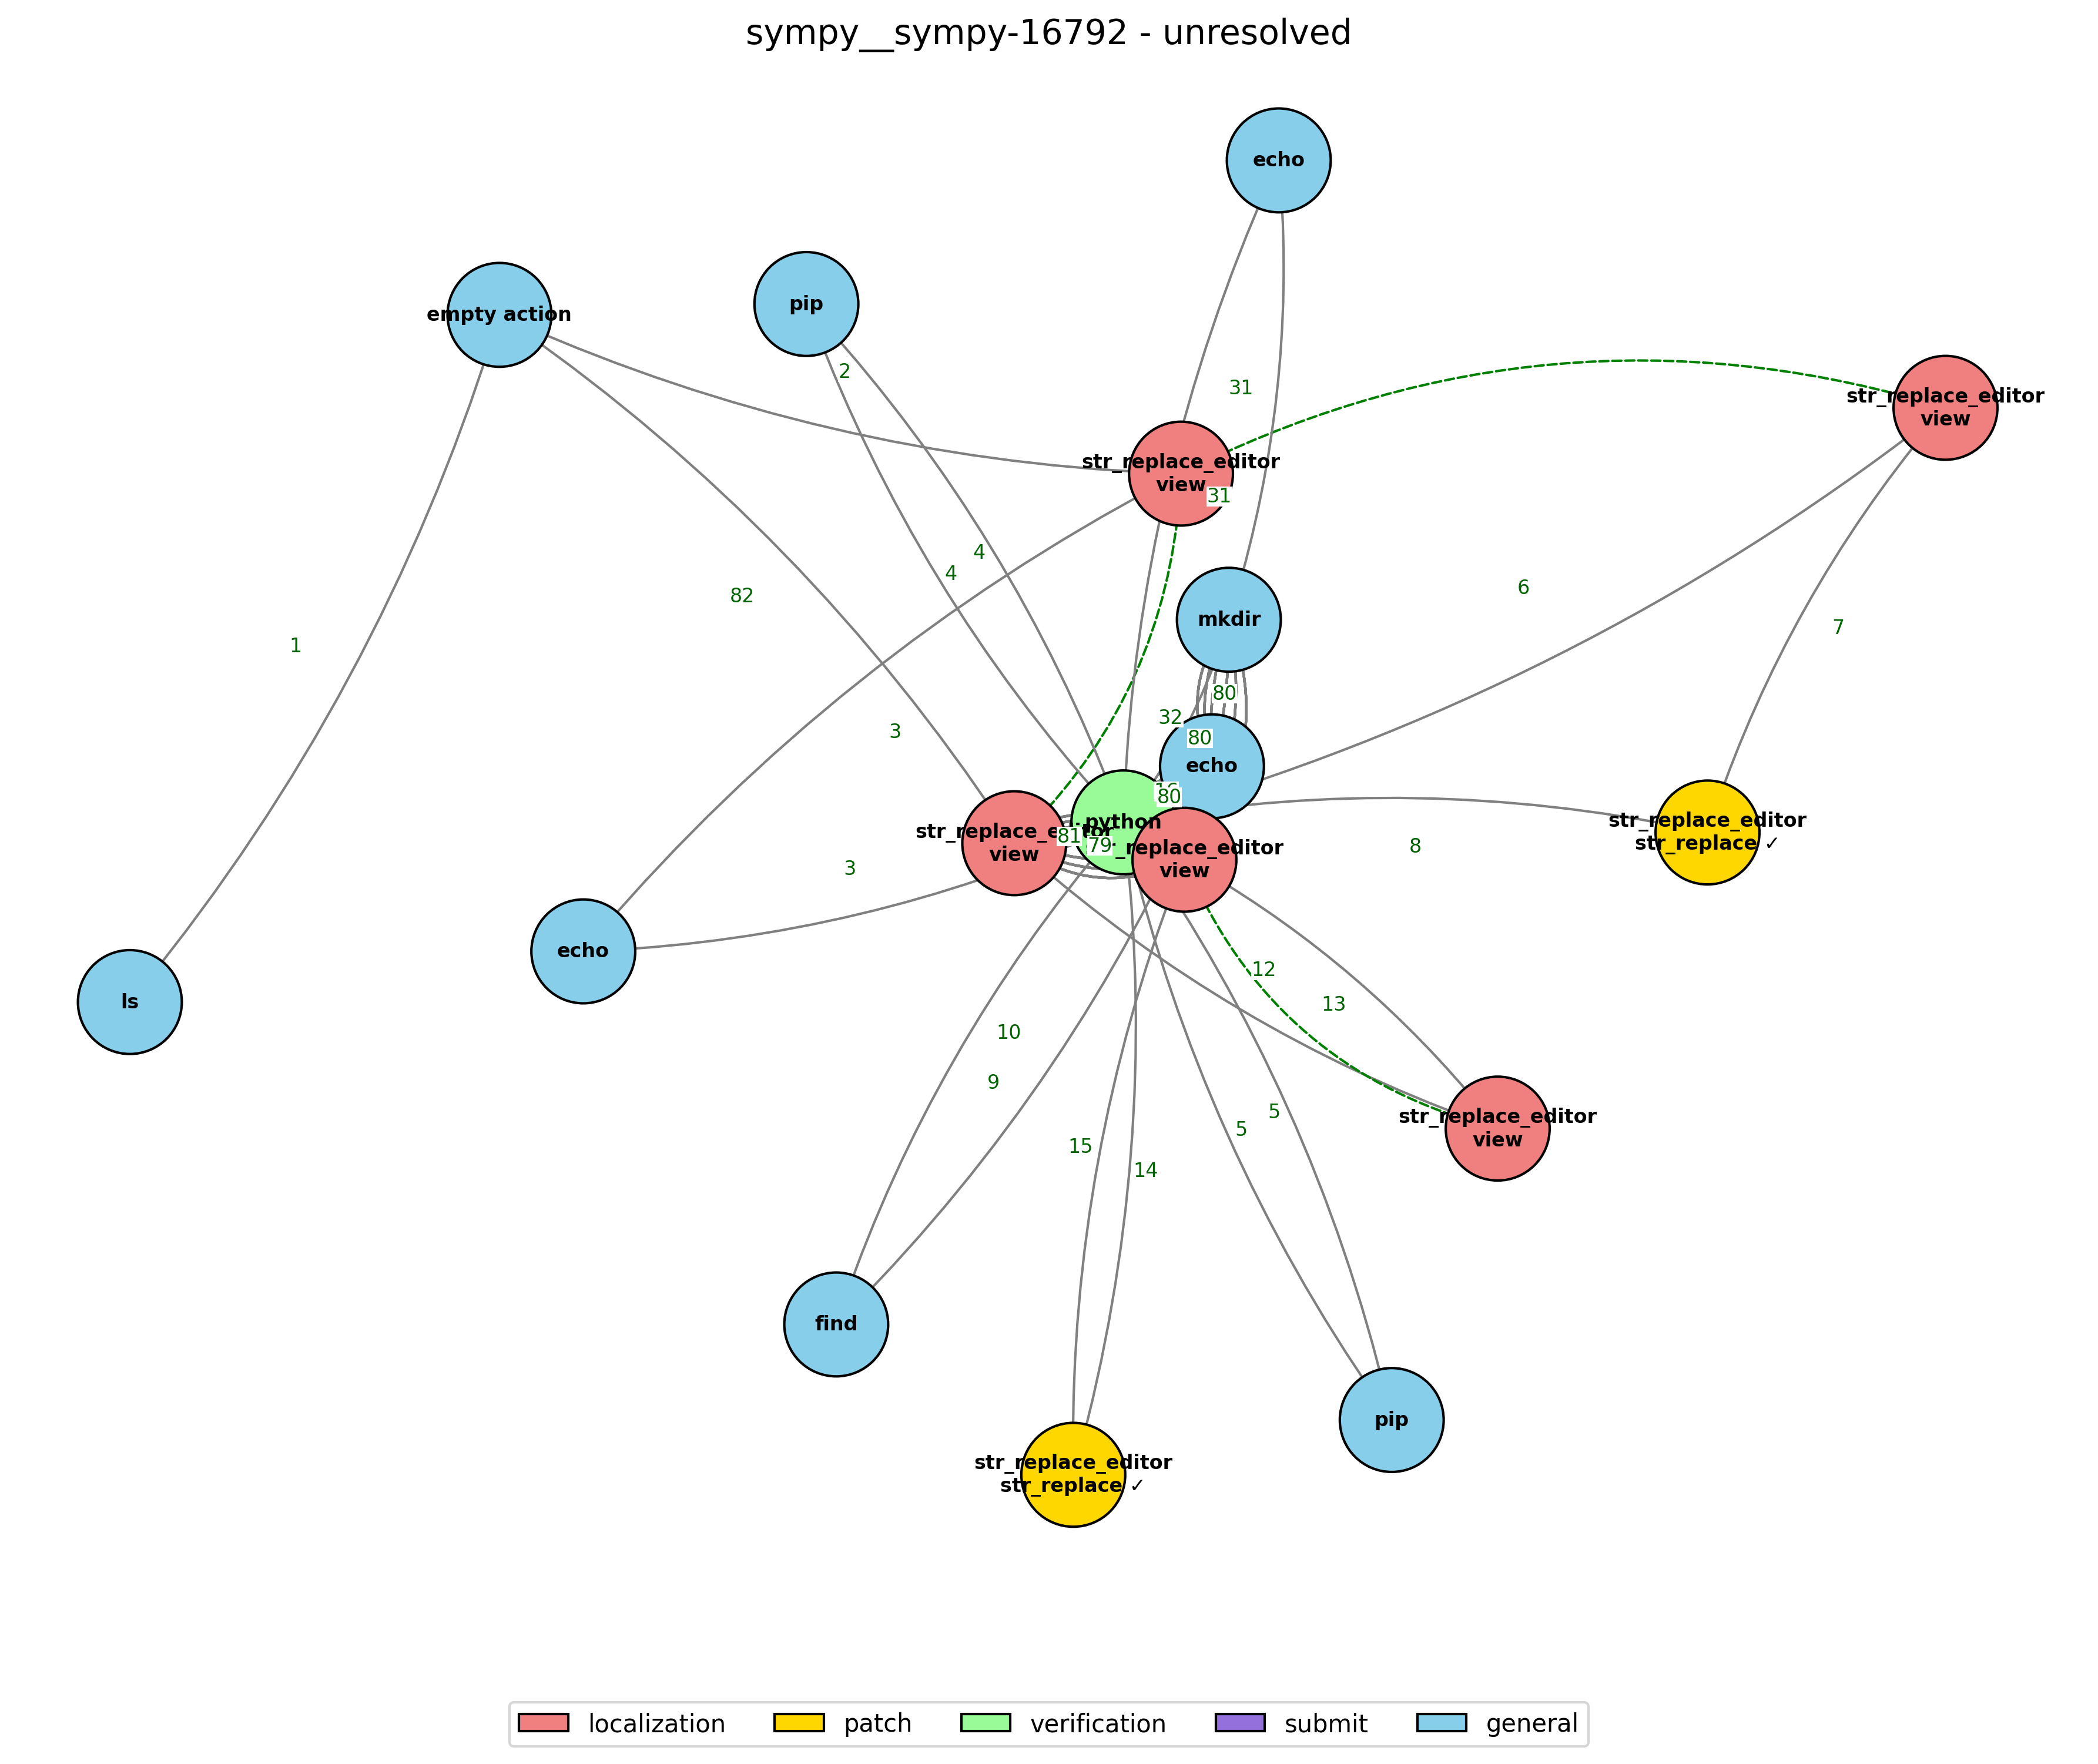 sympy__sympy-16792 - unresolved
echo
pip
empty action
2
31
str_replace_editor
view
str_replace_editor
view
31
4
4
6
82
mkdir
7
1
80
32
3
80
echo
80
python
81
79
str_replace_editor
view
view
8
str_replace_editor
str_replace ✓
3
echo
12
ls
13
10
9
5
5
str_replace_editor
view
15
14
find
pip
str_replace_editor
str_replace ✓
localization
patch
verification
submit
general